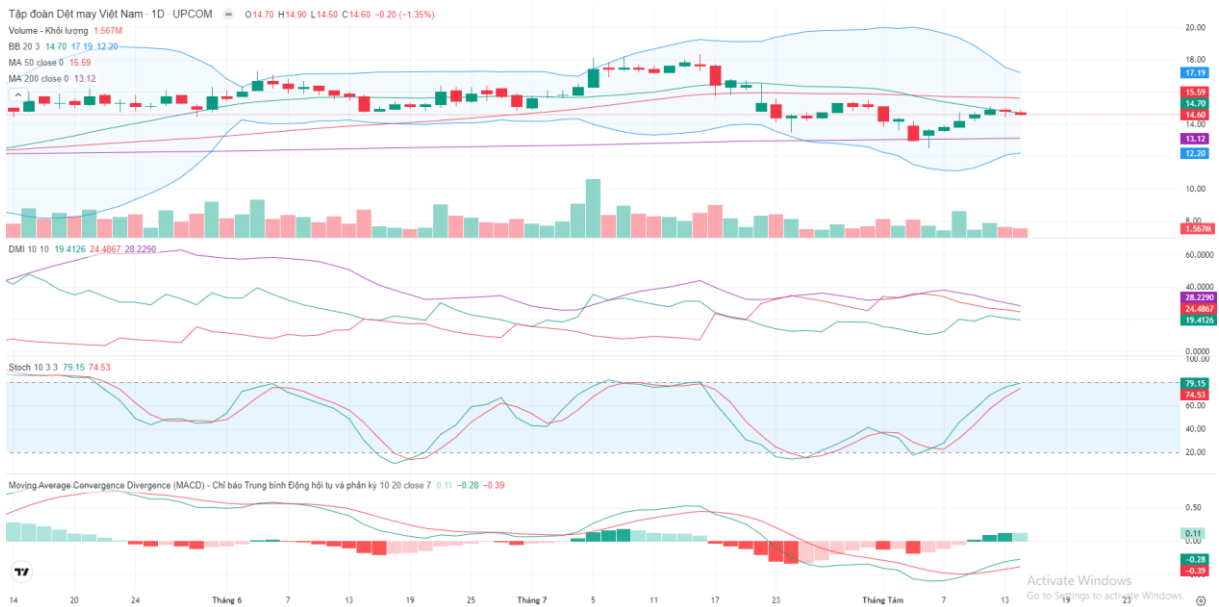 Tập đoàn Dệt may Việt Nam · 1D · UPCOM O14.70 H14.90 L14.50 C14.60 −0.20 (−1.35%)
Volume - Khối lượng 1.567M
BB 20 3 14.70 17.19 12.20
MA 50 close 0 15.59
MA 200 close 0 13.12
20.00
18.00
17.19
15.59
14.70
14.60
14.00
13.12
12.20
10.00
8.00
1.567M
DMI 10 10 19.4126 24.4867 28.2290
60.0000
40.0000
28.2290
24.4867
19.4126
0.0000
100.00
Stoch 10 3 3 79.15 74.53
79.15
74.53
60.00
40.00
20.00
Moving Average Convergence Divergence (MACD) - Chỉ báo Trung bình Động hội tụ và phân kỳ 10 20 close 7 0.11 −0.28 −0.39
0.50
0.11
0.00
−0.28
−0.39
Activate Windows
Go to Settings to activate Windows.
14 20 24 Tháng 6 7 13 19 23 Tháng 7 5 11 17 23 Tháng Tám 7 13 19 23